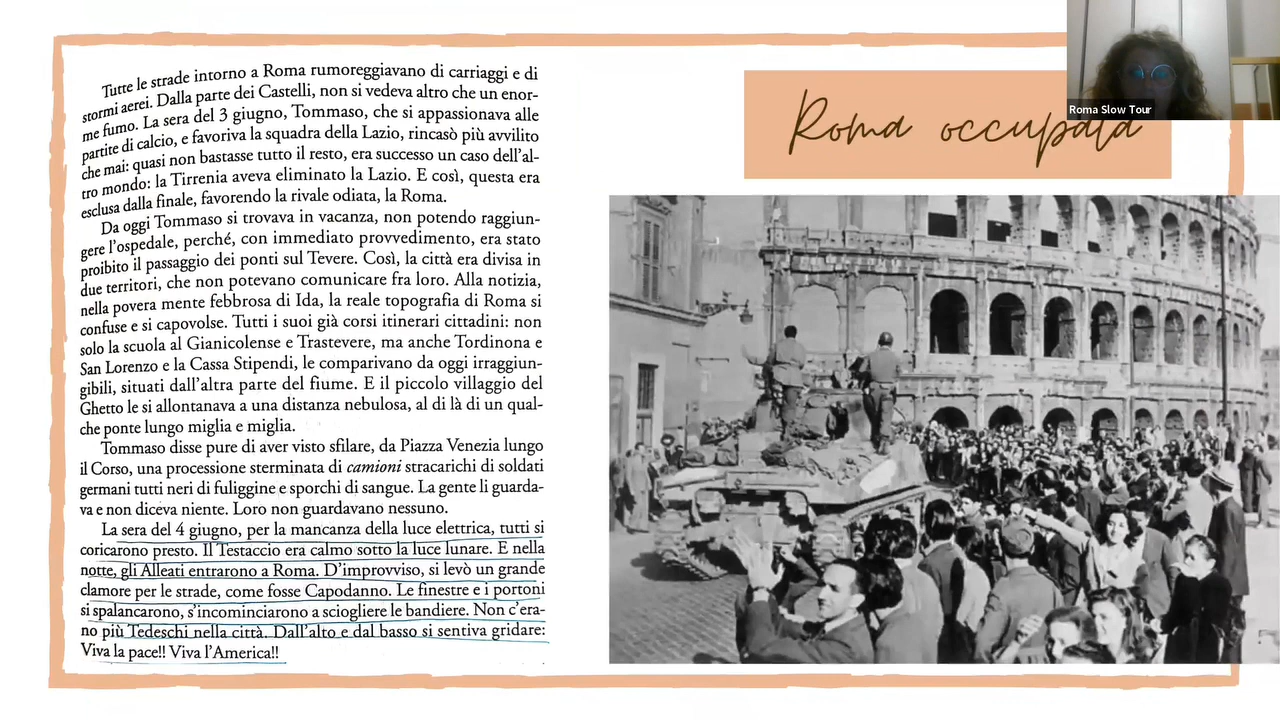 Tutte le strade intorno a Roma rumoreggiavano di carriaggi e di
stormi aerei. Dalla parte dei Castelli, non si vedeva altro che un enor-
me fumo. La sera del 3 giugno, Tommaso, che si appassionava alle
partite di calcio, e favoriva la squadra della Lazio, rincasò più avvilito
che mai: quasi non bastasse tutto il resto, era successo un caso dell'al-
tro mondo: la Tirrenia aveva eliminato la Lazio. E così, questa era
esclusa dalla finale, favorendo la rivale odiata, la Roma.
Da oggi Tommaso si trovava in vacanza, non potendo raggiun-
gere l'ospedale, perché, con immediato provvedimento, era stato
proibito il passaggio dei ponti sul Tevere. Così, la città era divisa in
due territori, che non potevano comunicare fra loro. Alla notizia,
nella povera mente febbrosa di Ida, la reale topografia di Roma si
confuse e si capovolse. Tutti i suoi già corsi itinerari cittadini: non
solo la scuola al Gianicolense e Trastevere, ma anche Tordinona e
San Lorenzo e la Cassa Stipendi, le comparivano da oggi irraggiun-
gibili, situati dall'altra parte del fiume. E il piccolo villaggio del
Ghetto le si allontanava a una distanza nebulosa, al di là di un qual-
che ponte lungo miglia e miglia.
Tommaso disse pure di aver visto sfilare, da Piazza Venezia lungo
il Corso, una processione sterminata di camioni stracarichi di soldati
germani tutti neri di fuliggine e sporchi di sangue. La gente li guarda-
va e non diceva niente. Loro non guardavano nessuno.
La sera del 4 giugno, per la mancanza della luce elettrica, tutti si
coricarono presto. Il Testaccio era calmo sotto la luce lunare. E nella
notte, gli Alleati entrarono a Roma. D'improvviso, si levò un grande
clamore per le strade, come fosse Capodanno. Le finestre e i portoni
si spalancarono, s'incominciarono a sciogliere le bandiere. Non c'era-
no più Tedeschi nella città. Dall'alto e dal basso si sentiva gridare:
Viva la pace!! Viva l'America!!
Roma occupata
Roma Slow Tour